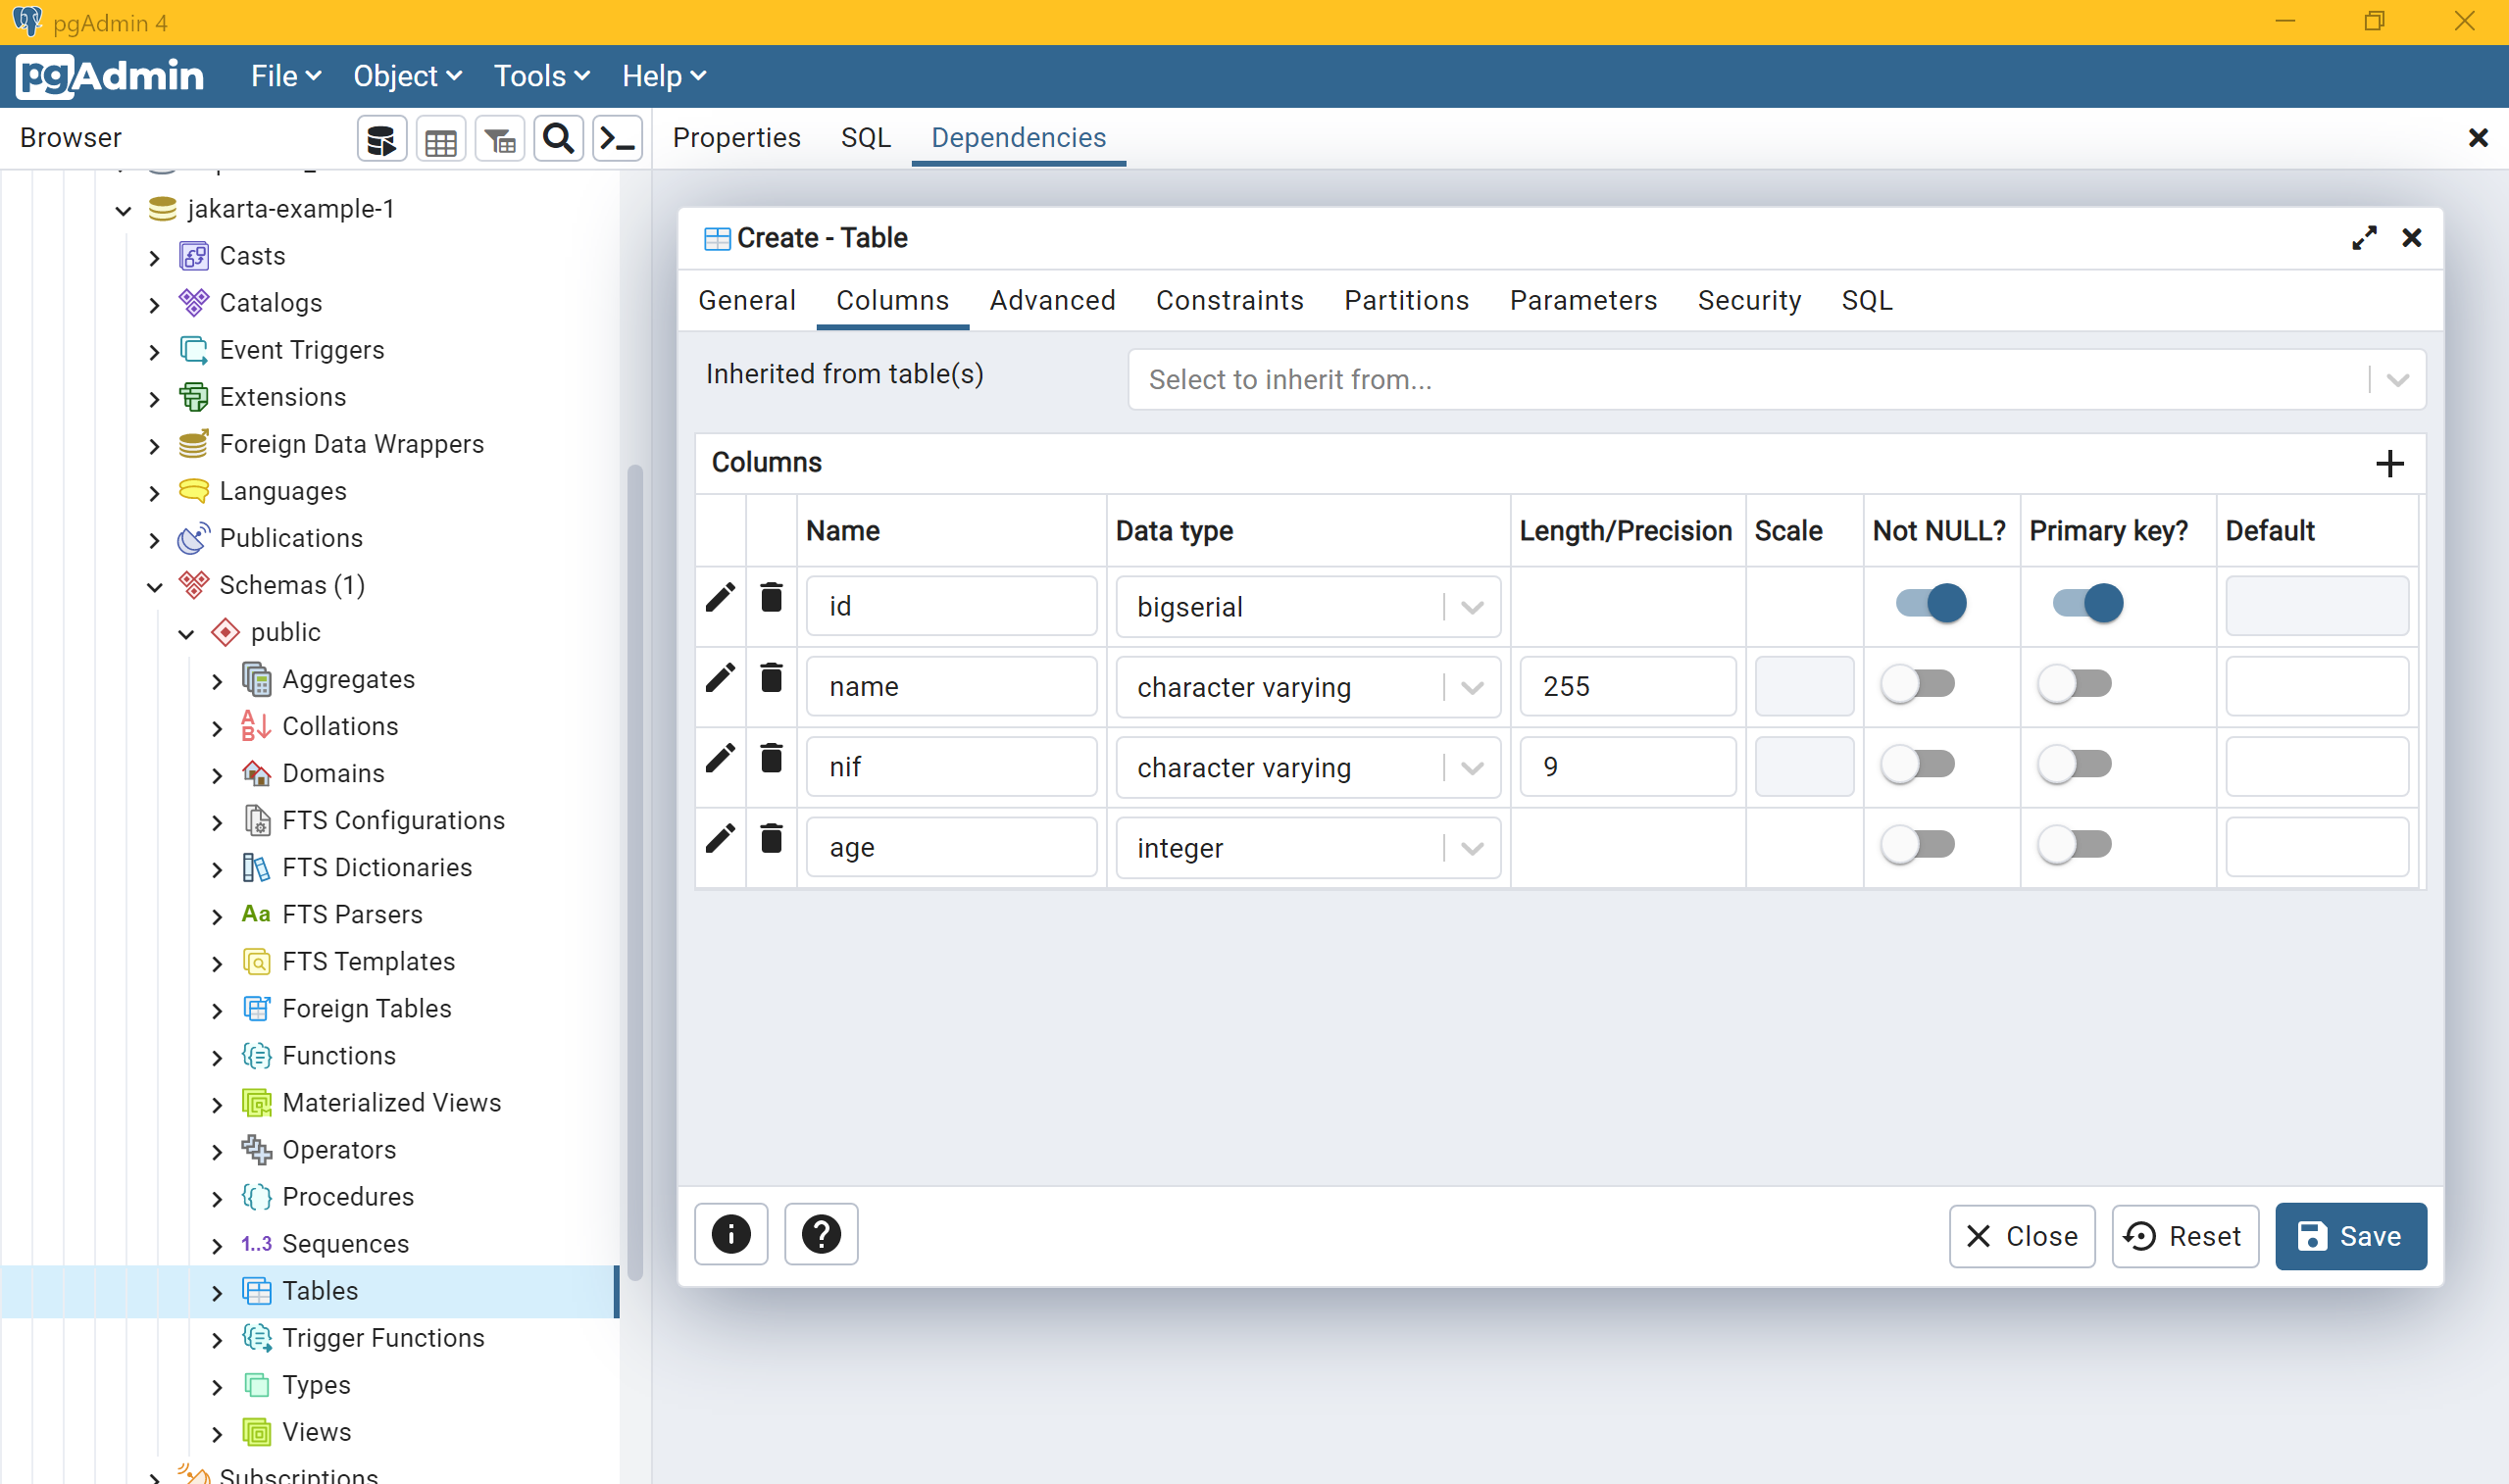 pgAdmin 4
pgAdmin File Object Tools Help
Browser
Properties SQL Dependencies
jakarta-example-1
Casts
Catalogs
Event Triggers
Extensions
Foreign Data Wrappers
Languages
Publications
Schemas (1)
public
Aggregates
Collations
Domains
FTS Configurations
FTS Dictionaries
Aa FTS Parsers
FTS Templates
Foreign Tables
Functions
Materialized Views
Operators
Procedures
1..3 Sequences
Tables
Trigger Functions
Types
Views
Subscriptions
Create - Table
General Columns Advanced Constraints Partitions Parameters Security SQL
Inherited from table(s) Select to inherit from...
Columns
Name Data type Length/Precision Scale Not NULL? Primary key? Default
id bigserial
name character varying 255
nif character varying 9
age integer
Close Reset Save